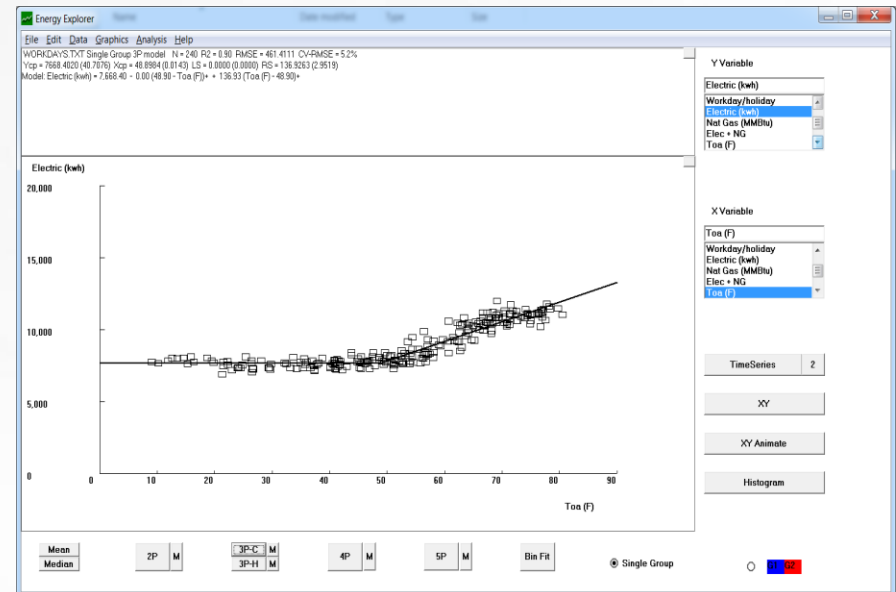 Energy Explorer
Name Date modified Type Size
File Edit Data Graphics Analysis Help
WORKDAYS.TXT Single Group 3P model N = 240 R2 = 0.90 RMSE = 461.4111 CV-RMSE = 5.2%
Ycp = 7668.4020 (40.7076) Xcp = 48.8984 (0.0143) LS = 0.0000 (0.0000) RS = 136.9263 (2.9519)
Model: Electric (kwh) = 7,668.40 - 0.00 (48.90 - Toa (F))+ + 136.93 (Toa (F) - 48.90)+
Y Variable
Electric (kwh)
Workday/holiday
Electric (kwh)
Nat Gas (MMBtu)
Elec + NG
Toa (F)
Electric (kwh)
20,000
15,000
10,000
5,000
0
0 10 20 30 40 50 60 70 80 90
Toa (F)
X Variable
Toa (F)
Workday/holiday
Electric (kwh)
Nat Gas (MMBtu)
Elec + NG
Toa (F)
TimeSeries 2
XY
XY Animate
Histogram
Mean
Median
2P M
3P-C M
3P-H M
4P M
5P M
Bin Fit
Single Group
G1 G2